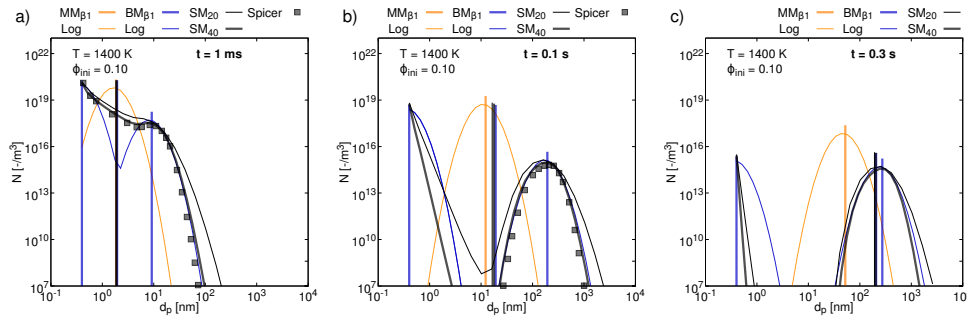 a) MMβ1 BMβ1 SM20 Spicer
Log Log SM40
T = 1400 K t = 1 ms
ϕini = 0.10
N [-/m³]
10²²
10¹⁹
10¹⁶
10¹³
10¹⁰
10⁷
10⁻¹ 10⁰ 10¹ 10² 10³ 10⁴
dp [nm]
b) MMβ1 BMβ1 SM20 Spicer
Log Log SM40
T = 1400 K t = 0.1 s
ϕini = 0.10
N [-/m³]
10²²
10¹⁹
10¹⁶
10¹³
10¹⁰
10⁷
10⁻¹ 10⁰ 10¹ 10² 10³ 10⁴
dp [nm]
c) MMβ1 BMβ1 SM20
Log Log SM40
T = 1400 K t = 0.3 s
ϕini = 0.10
N [-/m³]
10²²
10¹⁹
10¹⁶
10¹³
10¹⁰
10⁷
10⁻¹ 10⁰ 10¹ 10² 10³ 10
dp [nm]